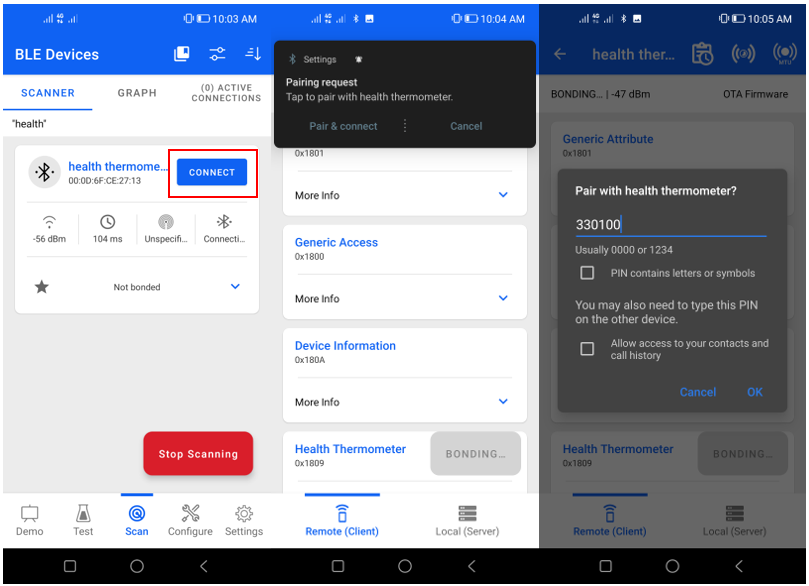 10:03 AM
BLE Devices
SCANNER
GRAPH
(0) ACTIVE
CONNECTIONS
"health"
health thermome...
00:0D:6F:CE:27:13
CONNECT
-56 dBm
104 ms
Unspecifi...
Connecti...
Not bonded
Stop Scanning
Demo
Test
Scan
Configure
Settings
4G
10:04 AM
Settings
Pairing request
Tap to pair with health thermometer.
Pair & connect
Cancel
0x1801
More Info
Generic Access
0x1800
More Info
Device Information
0x180A
More Info
Health Thermometer
0x1809
BONDING...
Remote (Client)
Local (Server)
4G
10:05 AM
health ther...
MTU
BONDING... | -47 dBm
OTA Firmware
Generic Attribute
0x1801
Pair with health thermometer?
330100
Usually 0000 or 1234
PIN contains letters or symbols
You may also need to type this PIN
on the other device.
Allow access to your contacts and
call history
Cancel
OK
Health Thermometer
0x1809
BONDING...
Remote (Client)
Local (Server)